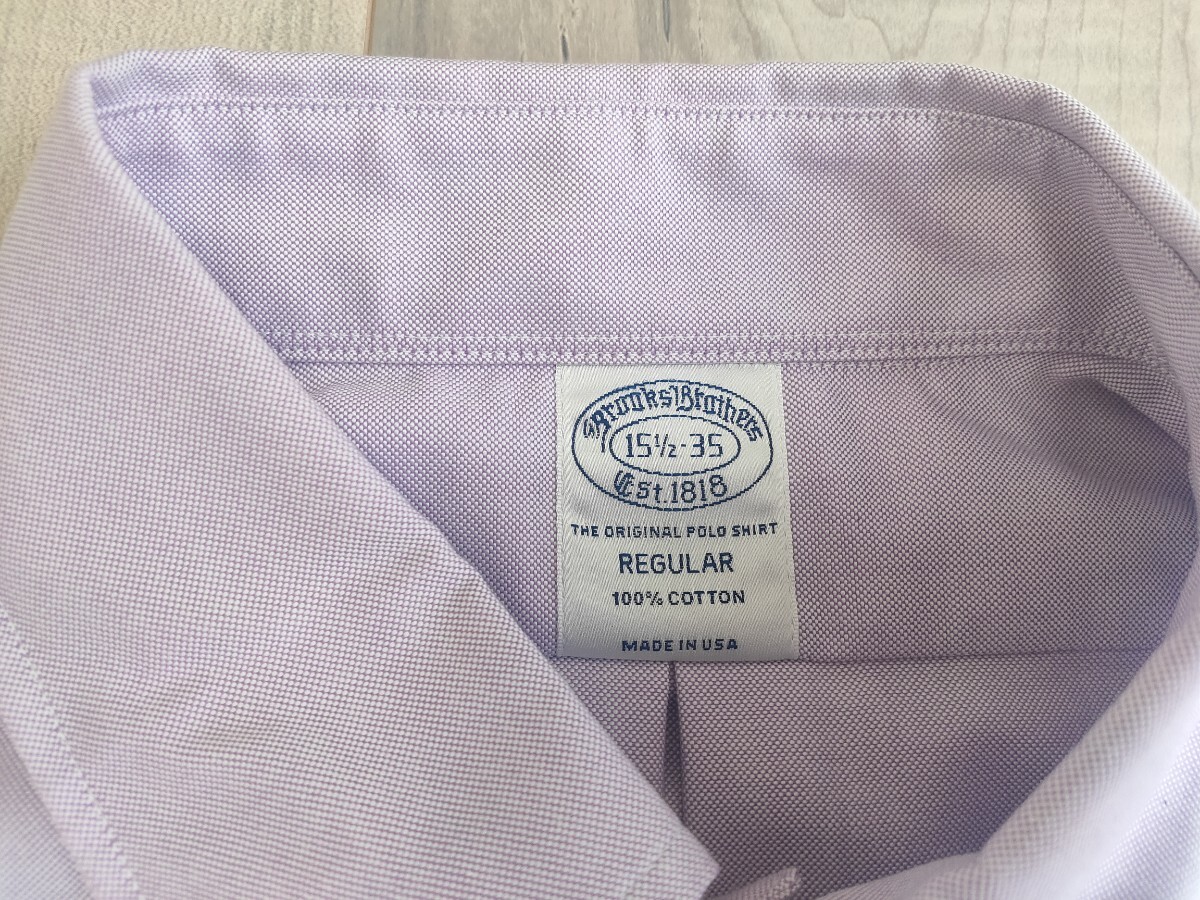 Brooks Brothers
15½-35
Est.1818
THE ORIGINAL POLO SHIRT
REGULAR
100% COTTON
MADE IN USA